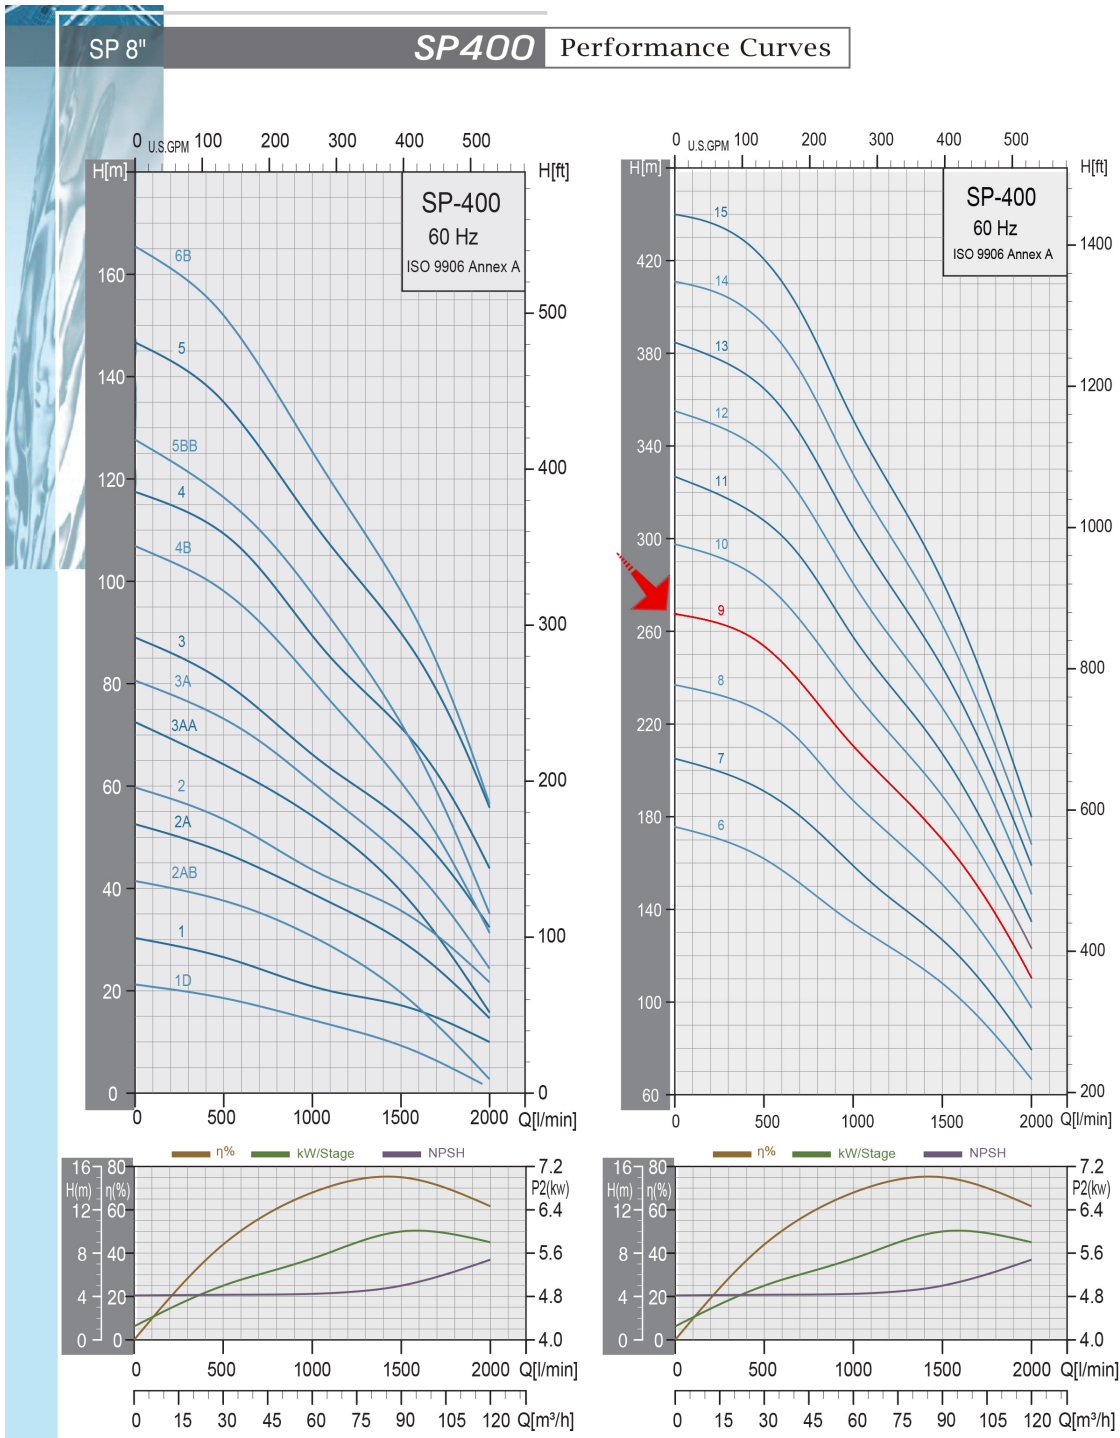 SP 8"
SP400 Performance Curves
0 U.S.GPM 100 200 300 400 500
H[m]
H[ft]
SP-400
60 Hz
ISO 9906 Annex A
160
140
120
100
80
60
40
20
0
500
400
300
200
100
0
6B
5
5BB
4
4B
3
3A
3AA
2
2A
2AB
1
1D
0 500 1000 1500 2000 Q[l/min]
0 U.S.GPM 100 200 300 400 500
H[m]
H[ft]
SP-400
60 Hz
ISO 9906 Annex A
420
380
340
300
260
220
180
140
100
60
1400
1200
1000
800
600
400
200
15
14
13
12
11
10
9
8
7
6
0 500 1000 1500 2000 Q[l/min]
η% kW/Stage NPSH
16 80 7.2
H(m) η(%) P2(kw)
12 60 6.4
8 40 5.6
4 20 4.8
0 0 4.0
0 500 1000 1500 2000 Q[l/min]
0 15 30 45 60 75 90 105 120 Q[m³/h]
η% kW/Stage NPSH
16 80 7.2
H(m) η(%) P2(kw)
12 60 6.4
8 40 5.6
4 20 4.8
0 0 4.0
0 500 1000 1500 2000 Q[l/min]
0 15 30 45 60 75 90 105 120 Q[m³/h]